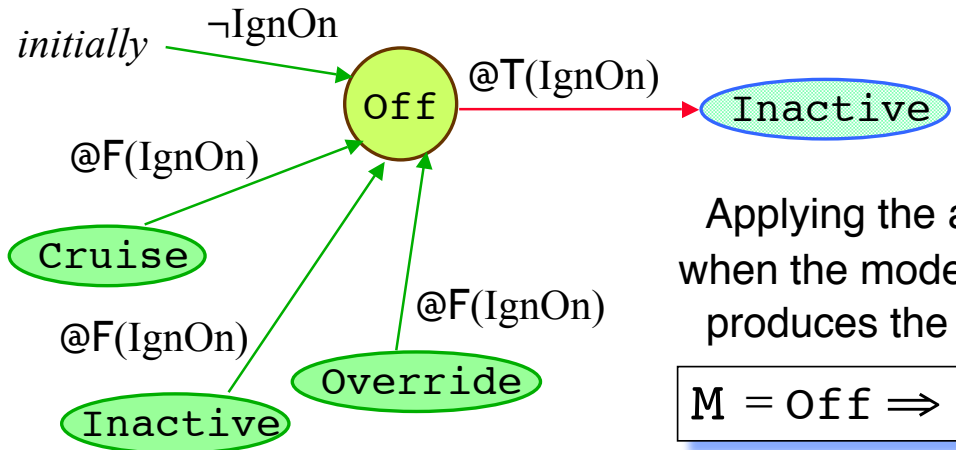 initially
¬IgnOn
Off
@T(IgnOn)
Inactive
@F(IgnOn)
Cruise
@F(IgnOn)
Inactive
@F(IgnOn)
Override
Applying the a
when the mode
produces the
M = Off ⇒